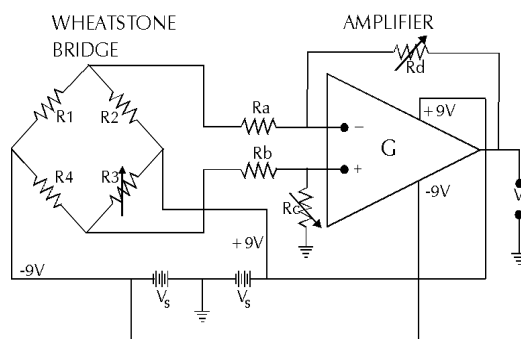 WHEATSTONE
BRIDGE
AMPLIFIER
R1
R2
R4
R3
Ra
Rb
Rc
Rd
−
+
G
+9V
-9V
V
+9V
-9V
Vs
Vs